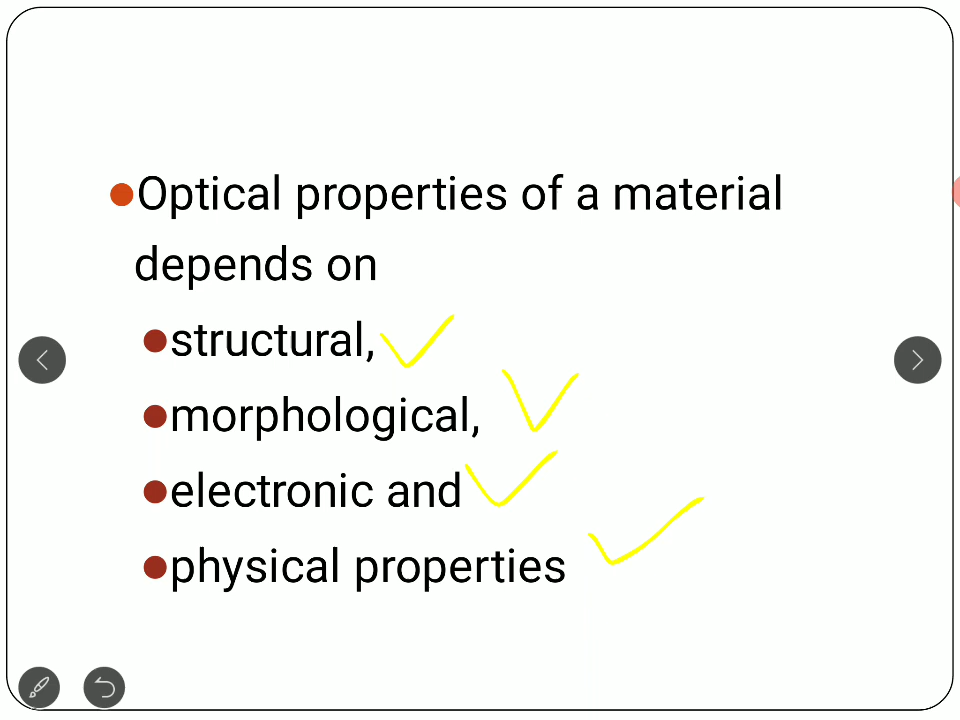 Optical properties of a material
depends on
structural,
morphological,
electronic and
physical properties